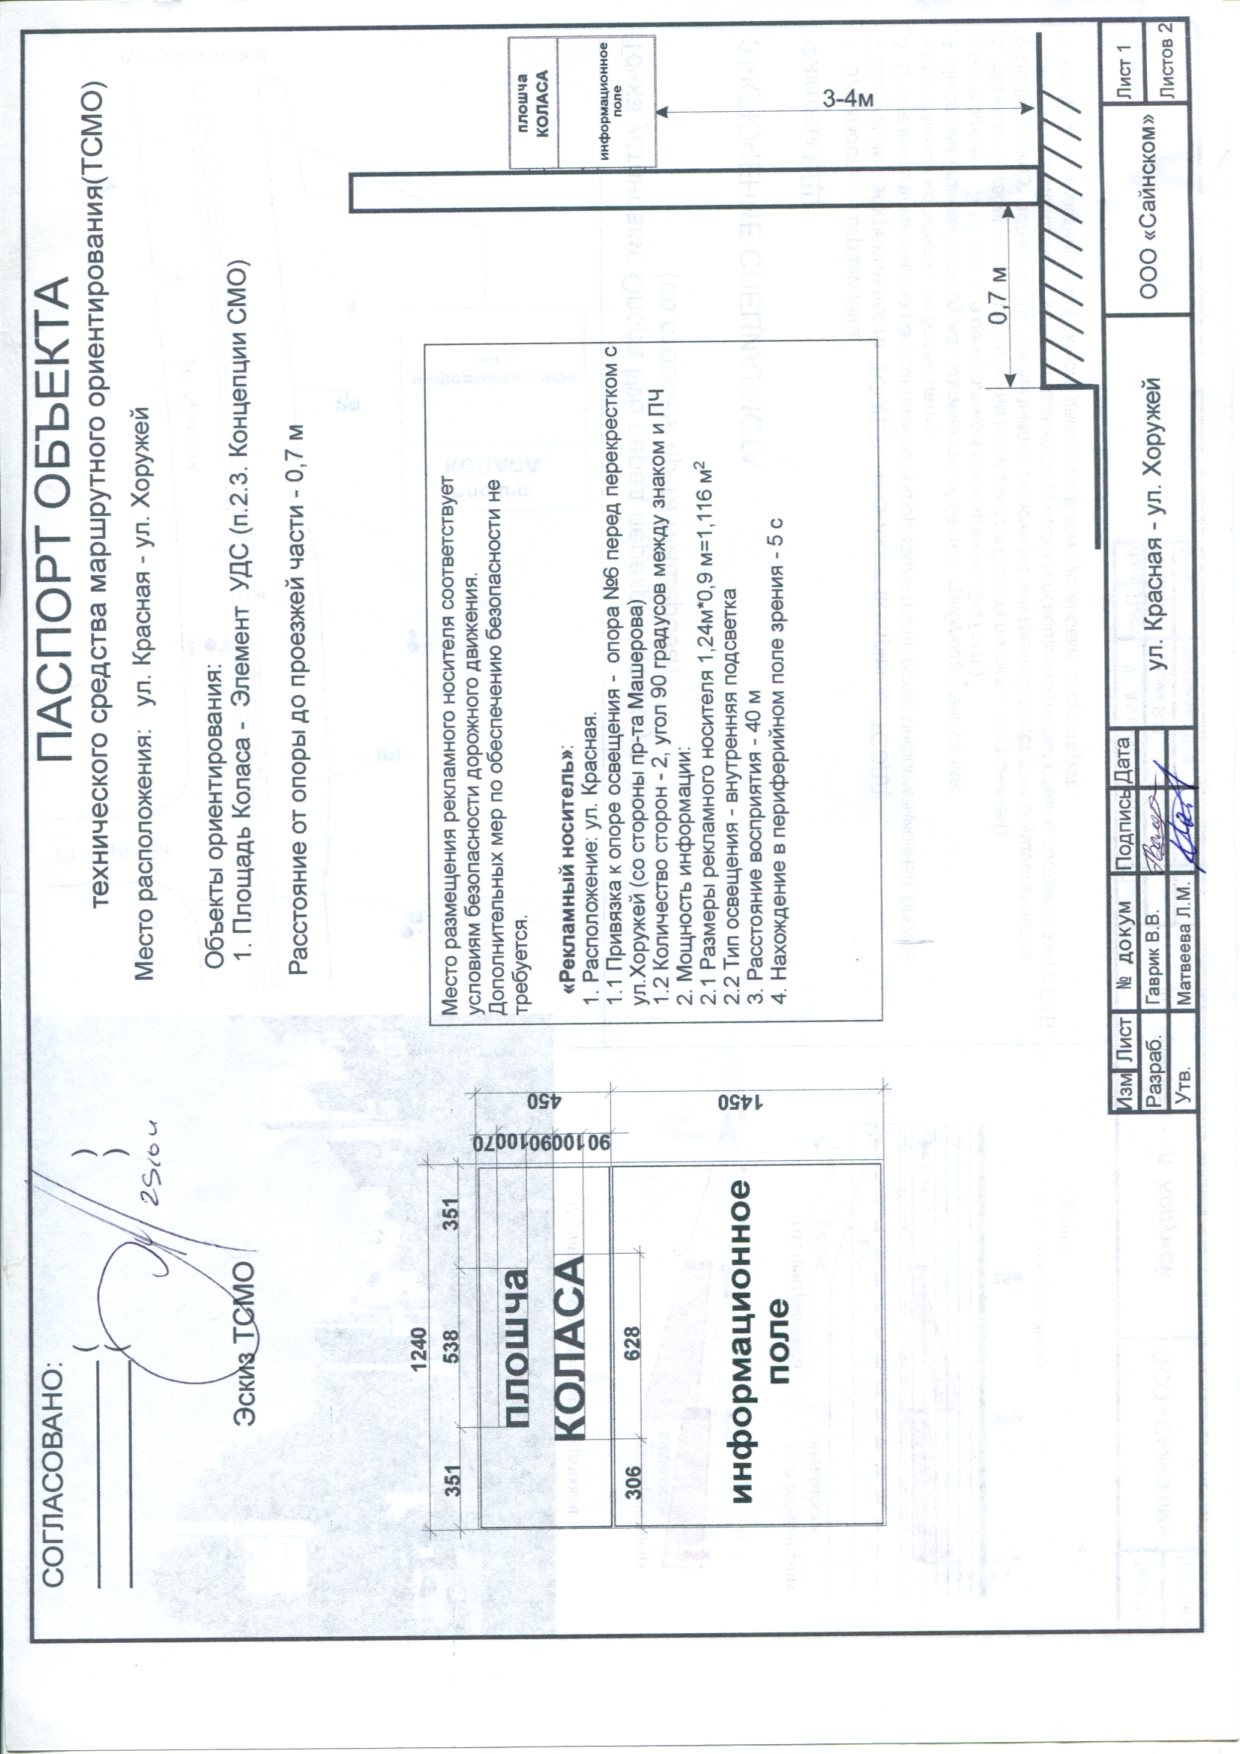 ПАСПОРТ ОБЪЕКТА
технического средства маршрутного ориентирования(ТСМО)
СОГЛАСОВАНО:
( )
( )
Место расположения: ул. Красная - ул. Хоружей
Объекты ориентирования:
1. Площадь Коласа - Элемент УДС (п.2.3. Концепции СМО)
Расстояние от опоры до проезжей части - 0,7 м
Эскиз ТСМО
1240
351 538 351
площча
КОЛАСА
306 628
информационное
поле
70
100
90
100
90
450
1450
Место размещения рекламного носителя соответствует
условиям безопасности дорожного движения.
Дополнительных мер по обеспечению безопасности не
требуется.
«Рекламный носитель»:
1. Расположение: ул. Красная.
1.1 Привязка к опоре освещения - опора №6 перед перекрестком с
ул.Хоружей (со стороны пр-та Машерова)
1.2 Количество сторон - 2, угол 90 градусов между знаком и ПЧ
2. Мощность информации:
2.1 Размеры рекламного носителя 1,24м*0,9 м=1,116 м²
2.2 Тип освещения - внутренняя подсветка
3. Расстояние восприятия - 40 м
4. Нахождение в периферийном поле зрения - 5 с
площча
КОЛАСА
информационное
поле
3-4м
0,7 м
Изм Лист № докум Подпись Дата
Разраб. Гаврик В.В.
Утв. Матвеева Л.М.
ул. Красная - ул. Хоружей
ООО «Сайнском»
Лист 1
Листов 2